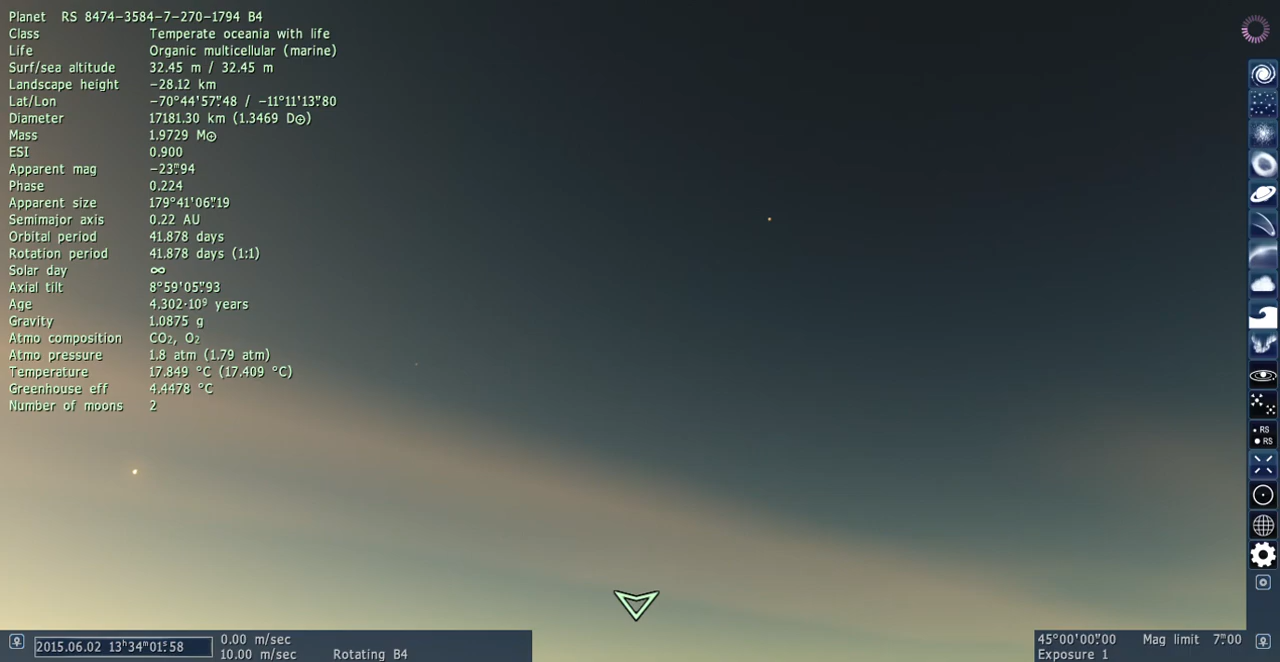 Planet RS 8474-3584-7-270-1794 B4
Class Temperate oceania with life
Life Organic multicellular (marine)
Surf/sea altitude 32.45 m / 32.45 m
Landscape height -28.12 km
Lat/Lon -70°44'57."48 / -11°11'13."80
Diameter 17181.30 km (1.3469 D⊕)
Mass 1.9729 M⊕
ESI 0.900
Apparent mag -23.ᵐ94
Phase 0.224
Apparent size 179°41'06."19
Semimajor axis 0.22 AU
Orbital period 41.878 days
Rotation period 41.878 days (1:1)
Solar day ∞
Axial tilt 8°59'05."93
Age 4.302·10⁹ years
Gravity 1.0875 g
Atmo composition CO₂, O₂
Atmo pressure 1.8 atm (1.79 atm)
Temperature 17.849 °C (17.409 °C)
Greenhouse eff 4.4478 °C
Number of moons 2
RS
RS
2015.06.02 13ʰ34ᵐ01.ˢ58
0.00 m/sec
10.00 m/sec Rotating B4
45°00'00."00 Mag limit 7.ᵐ00
Exposure 1